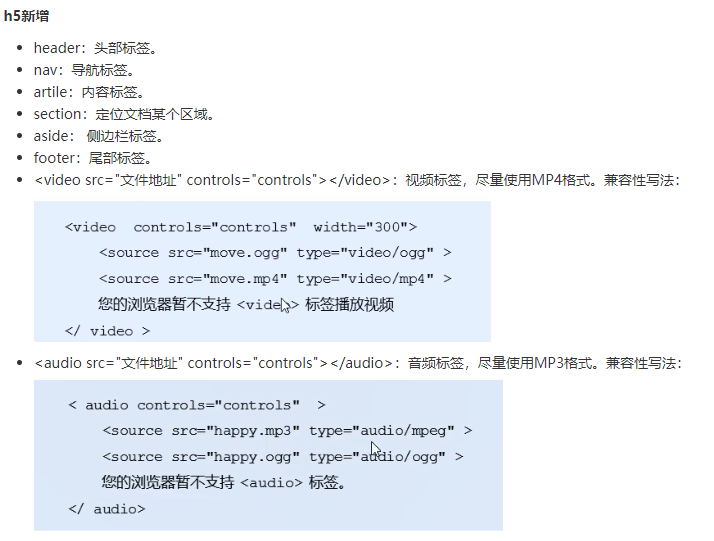 h5新增
header：头部标签。
nav：导航标签。
artile：内容标签。
section：定位文档某个区域。
aside： 侧边栏标签。
footer：尾部标签。
<video src="文件地址" controls="controls"></video>：视频标签，尽量使用MP4格式。兼容性写法：
<video  controls="controls"  width="300">
<source src="move.ogg" type="video/ogg" >
<source src="move.mp4" type="video/mp4" >
您的浏览器暂不支持 <video> 标签播放视频
</ video >
<audio src="文件地址" controls="controls"></audio>：音频标签，尽量使用MP3格式。兼容性写法：
< audio controls="controls"  >
<source src="happy.mp3" type="audio/mpeg" >
<source src="happy.ogg" type="audio/ogg" >
您的浏览器暂不支持 <audio> 标签。
</ audio>